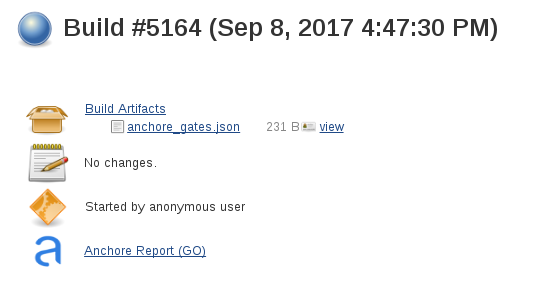 Build #5164 (Sep 8, 2017 4:47:30 PM)
Build Artifacts
anchore_gates.json 231 B view
No changes.
Started by anonymous user
Anchore Report (GO)